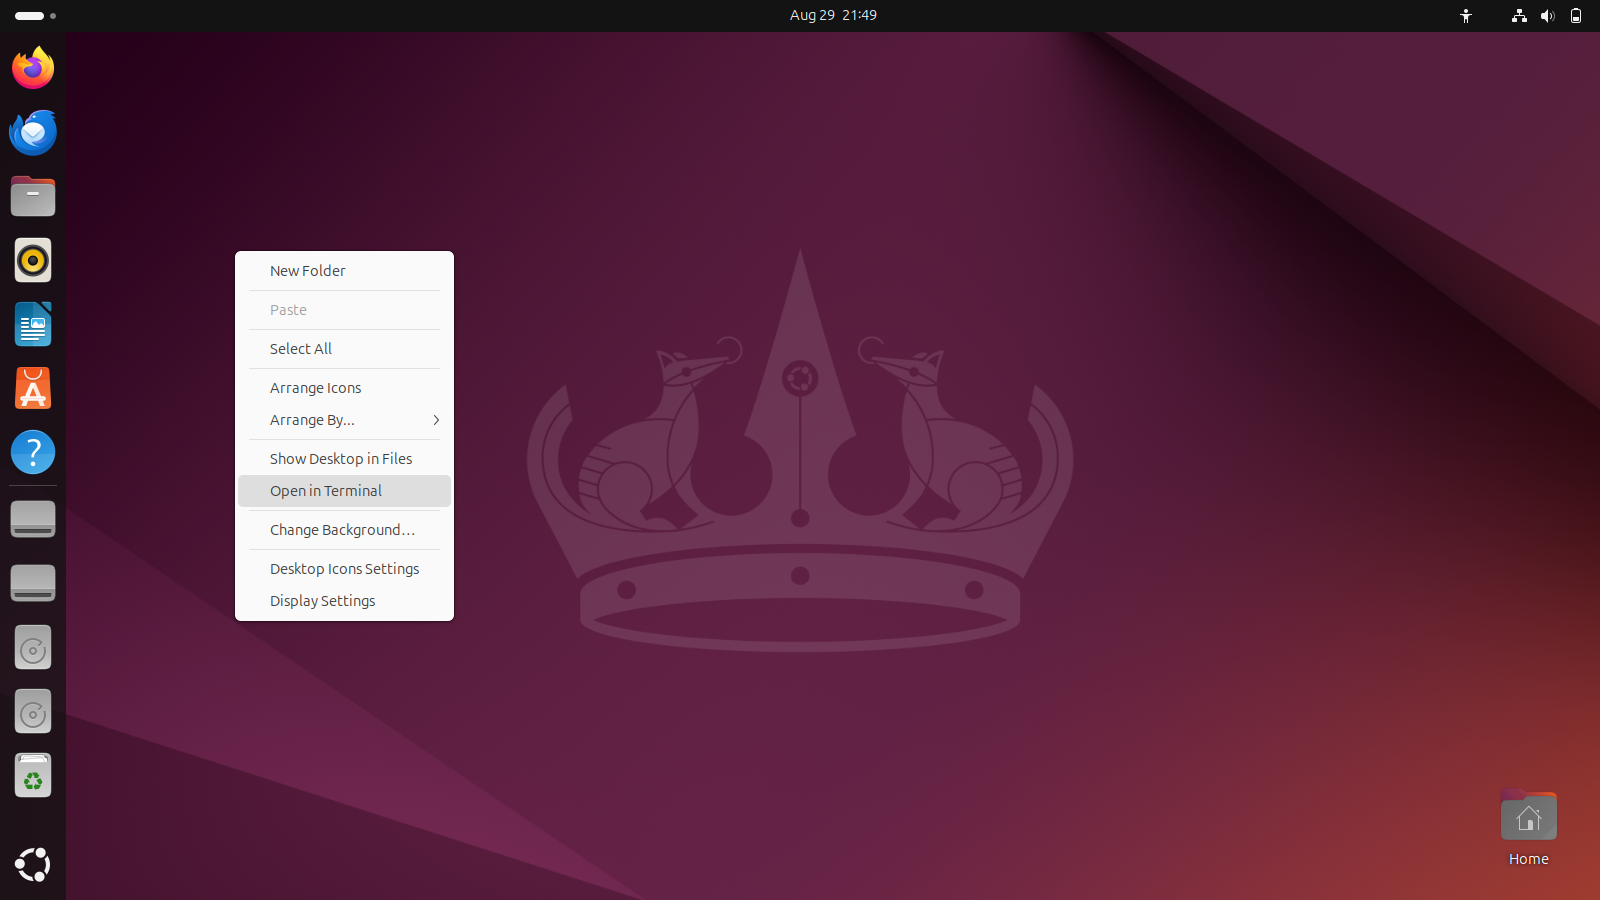 Aug 29 21:49
New Folder
Paste
Select All
Arrange Icons
Arrange By...
Show Desktop in Files
Open in Terminal
Change Background…
Desktop Icons Settings
Display Settings
Home